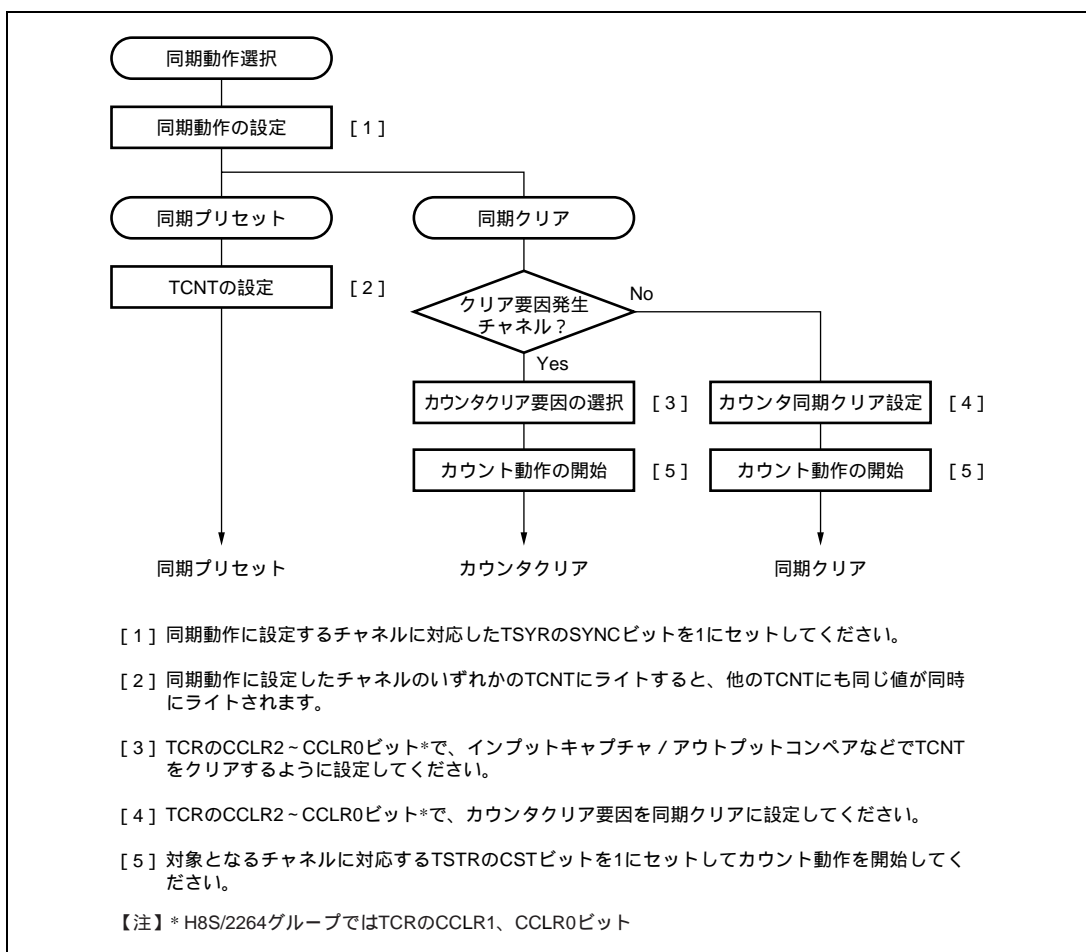 同期動作選択
同期動作の設定 [1]
同期プリセット 同期クリア
TCNTの設定 [2]
クリア要因発生
チャネル？
No
Yes
カウンタクリア要因の選択 [3] カウンタ同期クリア設定 [4]
カウント動作の開始 [5] カウント動作の開始 [5]
同期プリセット カウンタクリア 同期クリア
[1] 同期動作に設定するチャネルに対応したTSYRのSYNCビットを1にセットしてください。
[2] 同期動作に設定したチャネルのいずれかのTCNTにライトすると、他のTCNTにも同じ値が同時
にライトされます。
[3] TCRのCCLR2～CCLR0ビット*で、インプットキャプチャ／アウトプットコンペアなどでTCNT
をクリアするように設定してください。
[4] TCRのCCLR2～CCLR0ビット*で、カウンタクリア要因を同期クリアに設定してください。
[5] 対象となるチャネルに対応するTSTRのCSTビットを1にセットしてカウント動作を開始してく
ださい。
【注】* H8S/2264グループではTCRのCCLR1、CCLR0ビット